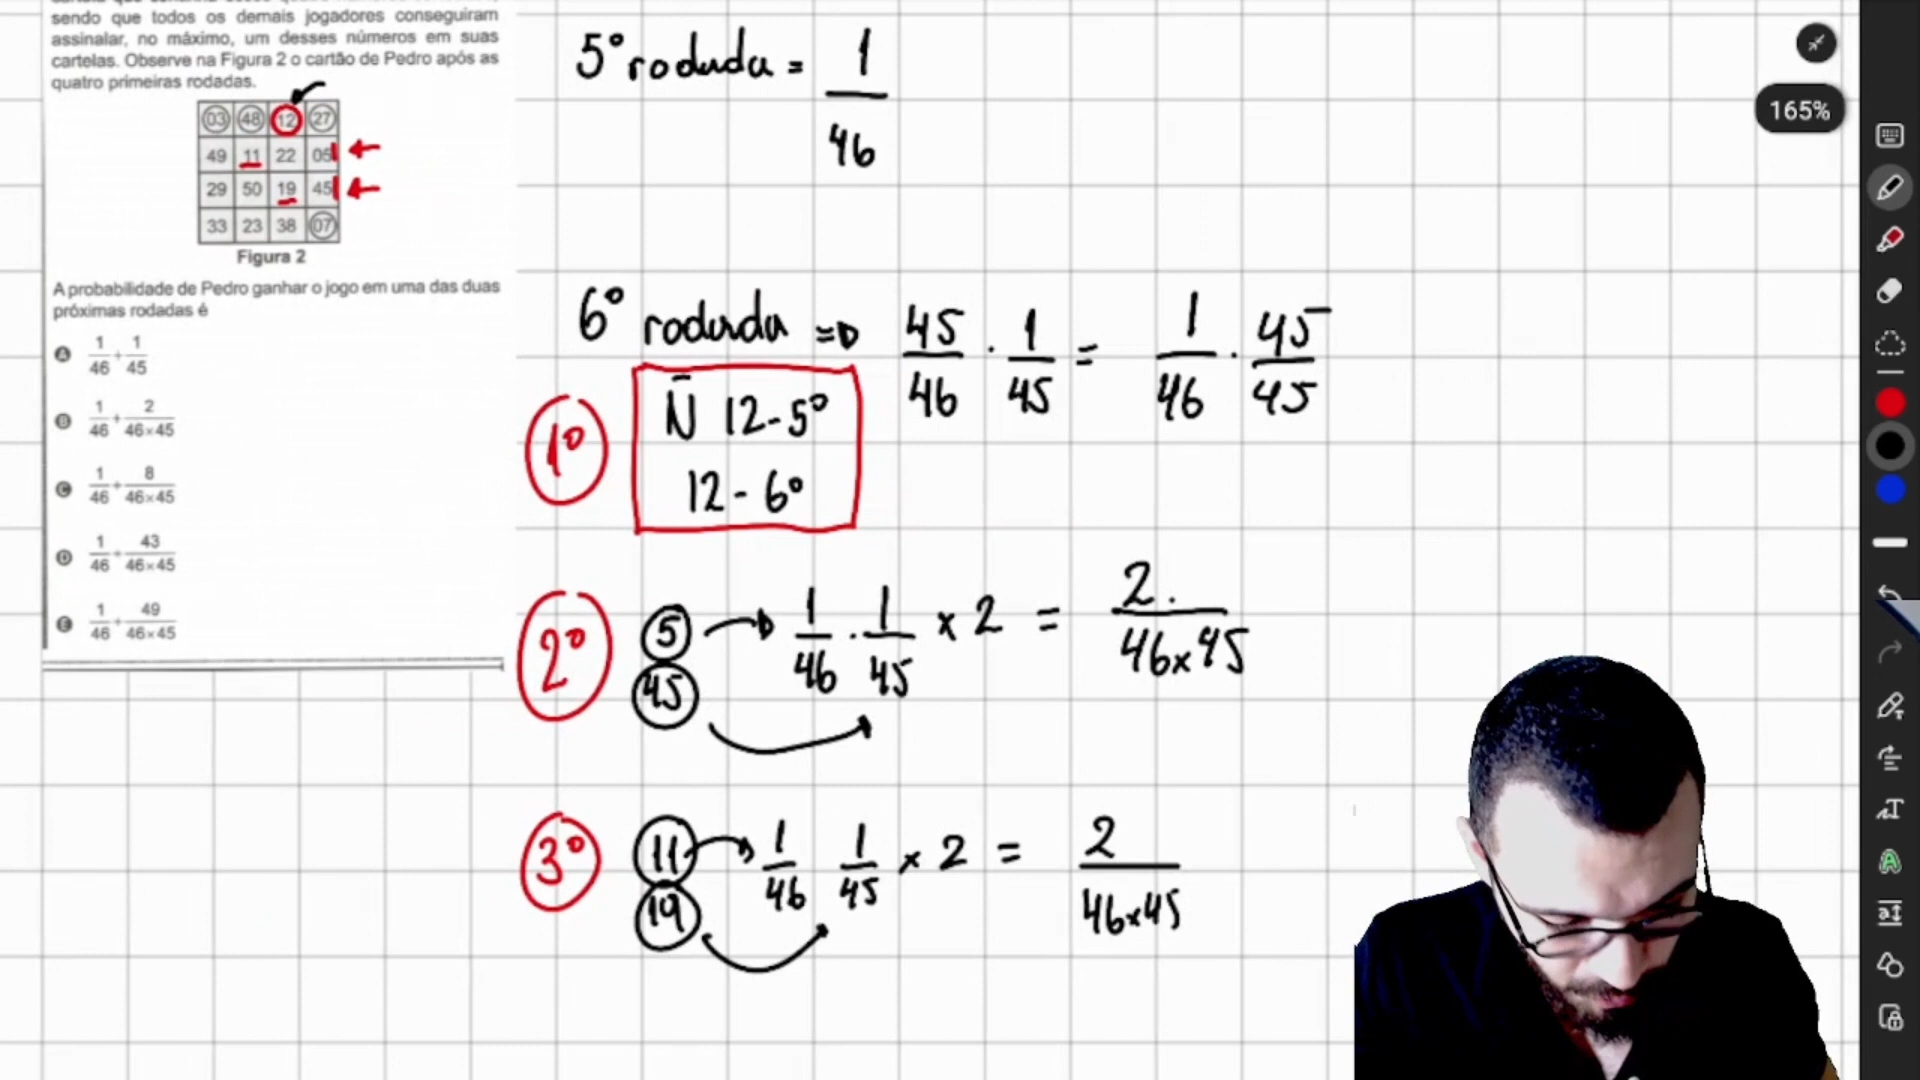 sendo que todos os demais jogadores conseguiram
assinalar, no máximo, um desses números em suas
cartelas. Observe na Figura 2 o cartão de Pedro após as
quatro primeiras rodadas.
03 48 12 27
49 11 22 05
29 50 19 45
33 23 38 07
Figura 2
A probabilidade de Pedro ganhar o jogo em uma das duas
próximas rodadas é
A 1/46 + 1/45
B 1/46 + 2/46×45
C 1/46 + 8/46×45
D 1/46 + 43/46×45
E 1/46 + 49/46×45
5° rodada = 1/46
6° rodada => 45/46 . 1/45 = 1/46 . 45/45
1°
N̄ 12-5°
12-6°
2°
5
45
1/46 . 1/45 x 2 = 2/46x45
3°
11
19
1/46 1/45 x 2 = 2/46x45
165%